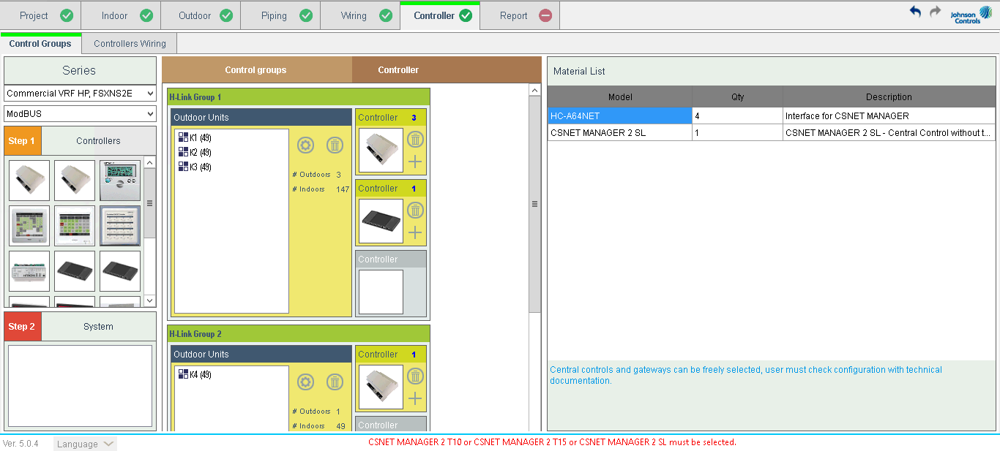 Project
Indoor
Outdoor
Piping
Wiring
Controller
Report
Johnson
Controls
Control Groups
Controllers Wiring
Series
Commercial VRF HP, FSXNS2E
ModBUS
Step 1
Controllers
Step 2
System
Control groups
Controller
H-Link Group 1
Outdoor Units
K1 (49)
K2 (49)
K3 (49)
# Outdoors 3
# Indoors 147
Controller 3
Controller 1
Controller
H-Link Group 2
Outdoor Units
K4 (49)
# Outdoors 1
# Indoors 49
Controller 1
Controller
Material List
Model Qty Description
HC-A64NET 4 Interface for CSNET MANAGER
CSNET MANAGER 2 SL 1 CSNET MANAGER 2 SL - Central Control without t...
Central controls and gateways can be freely selected, user must check configuration with technical
documentation.
Ver. 5.0.4
Language
CSNET MANAGER 2 T10 or CSNET MANAGER 2 T15 or CSNET MANAGER 2 SL must be selected.